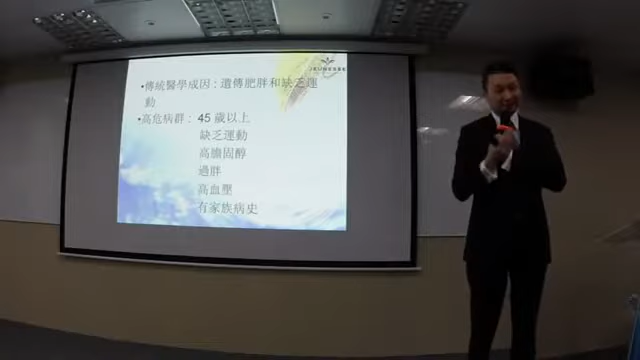 JEUNESSE
•傳統醫學成因 : 遺傳肥胖和缺乏運
動
•高危病群 : 45 歲以上
缺乏運動
高膽固醇
過胖
高血壓
有家族病史